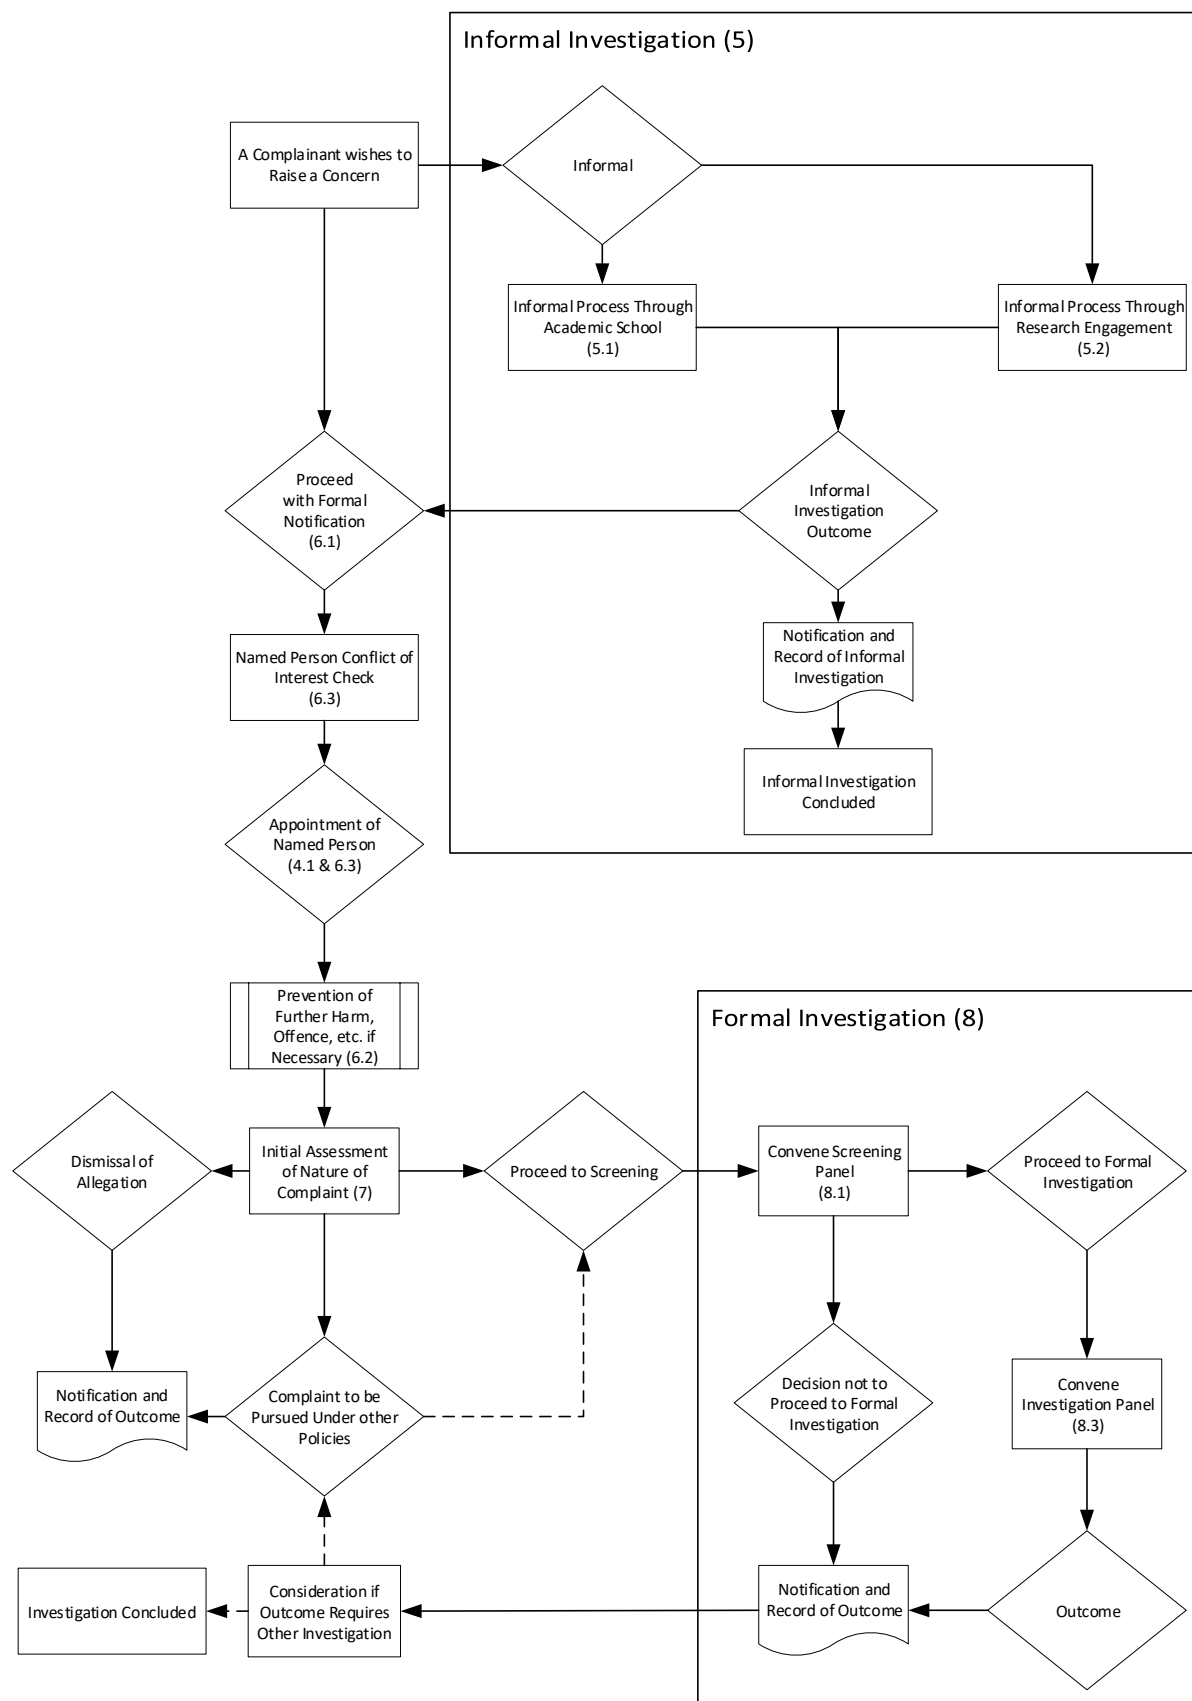 Informal Investigation (5)
A Complainant wishes to
Raise a Concern
Informal
Informal Process Through
Academic School
(5.1)
Informal Process Through
Research Engagement
(5.2)
Proceed
with Formal
Notification
(6.1)
Informal
Investigation
Outcome
Named Person Conflict of
Interest Check
(6.3)
Notification and
Record of Informal
Investigation
Informal Investigation
Concluded
Appointment of
Named Person
(4.1 & 6.3)
Prevention of
Further Harm,
Offence, etc. if
Necessary (6.2)
Formal Investigation (8)
Dismissal of
Allegation
Initial Assessment
of Nature of
Complaint (7)
Proceed to Screening
Convene Screening
Panel
(8.1)
Proceed to Formal
Investigation
Notification and
Record of Outcome
Complaint to be
Pursued Under other
Policies
Decision not to
Proceed to Formal
Investigation
Convene
Investigation Panel
(8.3)
Investigation Concluded
Consideration if
Outcome Requires
Other Investigation
Notification and
Record of Outcome
Outcome